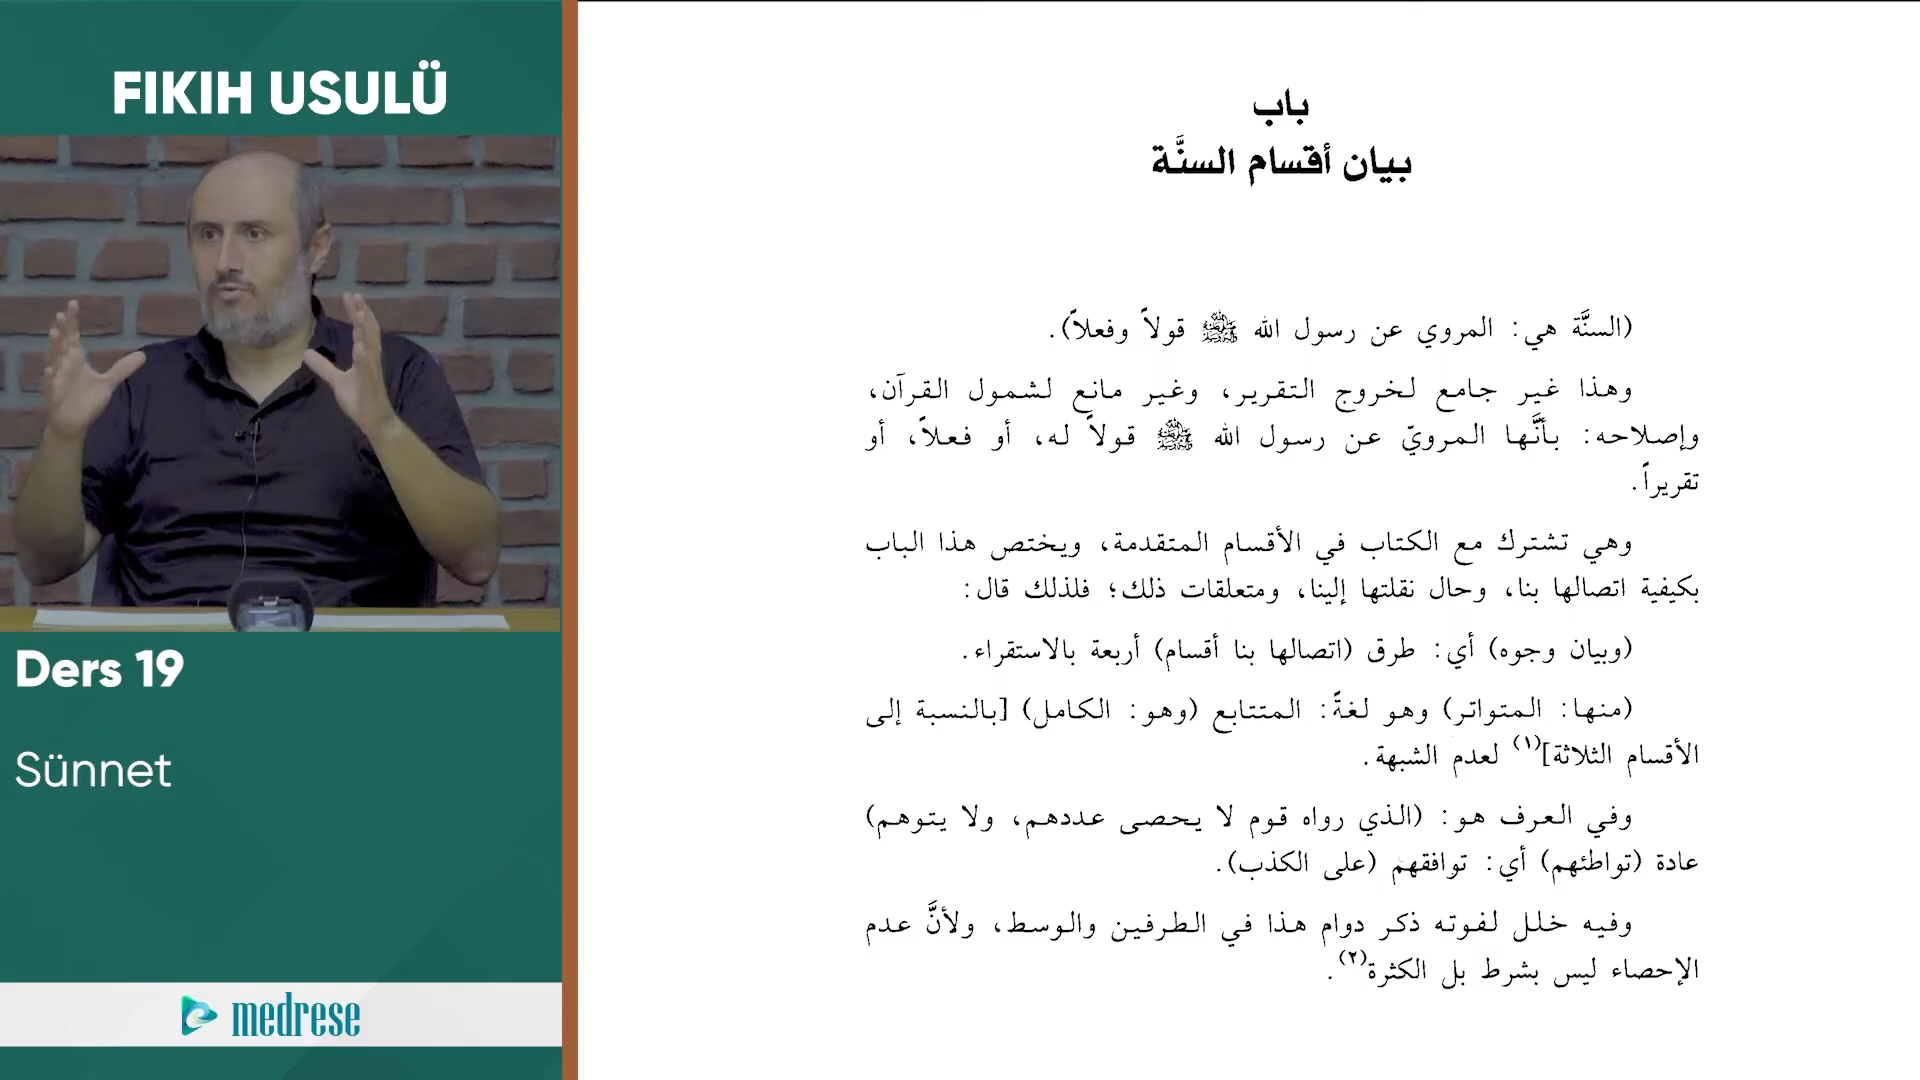 FIKIH USULÜ
Ders 19
Sünnet
medrese
باب
بيان أقسام السنَّة
(السنَّة هي: المروي عن رسول الله ﷺ قولاً وفعلاً).
وهذا غير جامع لخروج التقرير، وغير مانع لشمول القرآن،
وإصلاحه: بأنَّها المرويّ عن رسول الله ﷺ قولاً له، أو فعلاً، أو
تقريراً.
وهي تشترك مع الكتاب في الأقسام المتقدمة، ويختص هذا الباب
بكيفية اتصالها بنا، وحال نقلتها إلينا، ومتعلقات ذلك؛ فلذلك قال:
(وبيان وجوه) أي: طرق (اتصالها بنا أقسام) أربعة بالاستقراء.
(منها: المتواتر) وهو لغةً: المتتابع (وهو: الكامل) [بالنسبة إلى
الأقسام الثلاثة](١) لعدم الشبهة.
وفي العرف هو: (الذي رواه قوم لا يحصى عددهم، ولا يتوهم)
عادة (تواطئهم) أي: توافقهم (على الكذب).
وفيه خلل لفوته ذكر دوام هذا في الطرفين والوسط، ولأنَّ عدم
الإحصاء ليس بشرط بل الكثرة(٢).